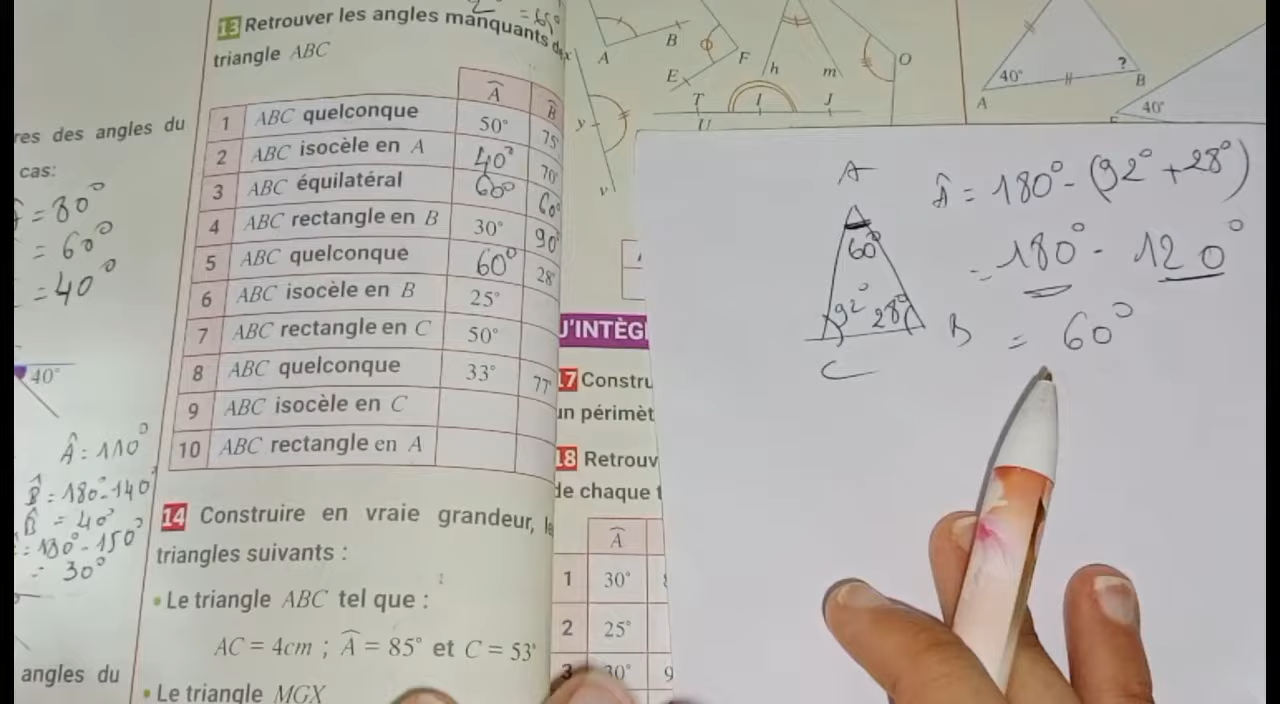 13 Retrouver les angles manquants
triangle ABC
A B
1 ABC quelconque 50° 75°
2 ABC isocèle en A 40° 70°
3 ABC équilatéral 60° 60°
4 ABC rectangle en B 30° 90°
5 ABC quelconque 60° 28°
6 ABC isocèle en B 25°
7 ABC rectangle en C 50°
8 ABC quelconque 33° 77°
9 ABC isocèle en C
10 ABC rectangle en A
14 Construire en vraie grandeur,
triangles suivants :
• Le triangle ABC tel que :
AC = 4cm ; Â = 85° et C = 53°
• Le triangle MGX
res des angles du
cas:
= 80°
= 60°
= 40°
40°
Â = 110°
B̂ = 180° - 140°
B̂ = 40°
= 180° - 150°
= 30°
angles du
= 65°
A B E F
h m O
T I J
U
y
v
40° ? A B
40°
J'INTÈG
17 Constru
un périmèt
18 Retrouv
de chaque t
Â
1 30°
2 25°
3 30° 9
A
60°
92° 28°
C B
Â = 180° - (92° + 28°)
= 180° - 120°
= 60°